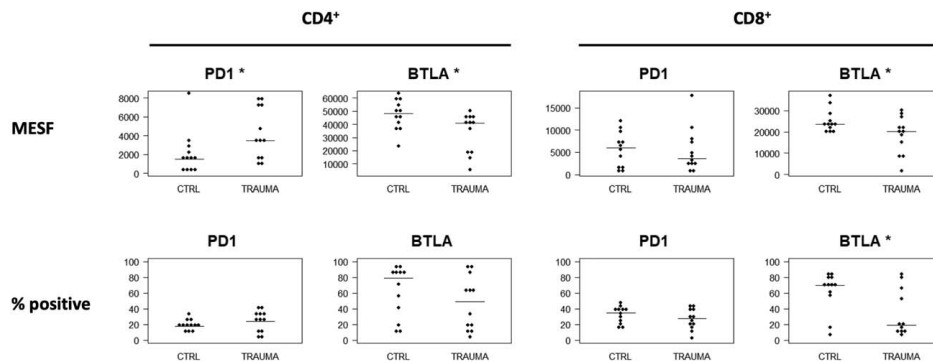 CD4+ CD8+
PD1 * BTLA * PD1 BTLA *
MESF
8000 6000 4000 2000 0
60000 50000 40000 30000 20000 10000
15000 10000 5000 0
30000 20000 10000 0
CTRL TRAUMA CTRL TRAUMA CTRL TRAUMA CTRL TRAUMA
PD1 BTLA PD1 BTLA *
% positive
100 80 60 40 20 0
100 80 60 40 20 0
100 80 60 40 20 0
100 80 60 40 20 0
CTRL TRAUMA CTRL TRAUMA CTRL TRAUMA CTRL TRAUMA